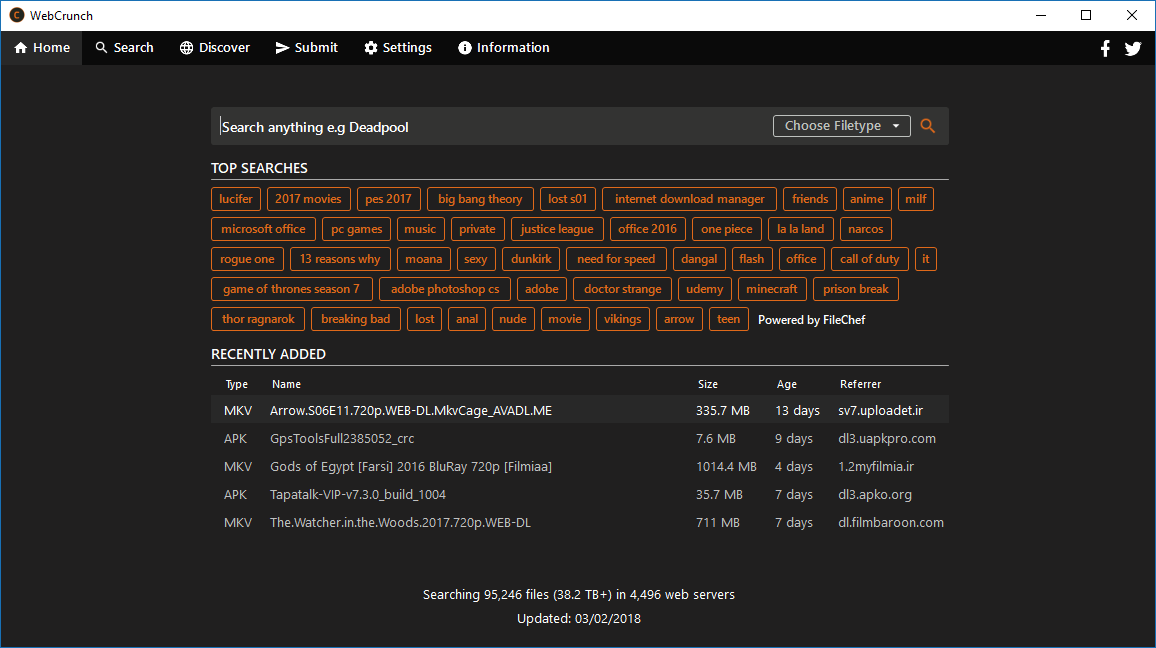 WebCrunch
Home Search Discover Submit Settings Information
Search anything e.g Deadpool Choose Filetype
TOP SEARCHES
lucifer 2017 movies pes 2017 big bang theory lost s01 internet download manager friends anime milf
microsoft office pc games music private justice league office 2016 one piece la la land narcos
rogue one 13 reasons why moana sexy dunkirk need for speed dangal flash office call of duty it
game of thrones season 7 adobe photoshop cs adobe doctor strange udemy minecraft prison break
thor ragnarok breaking bad lost anal nude movie vikings arrow teen Powered by FileChef
RECENTLY ADDED
Type Name Size Age Referrer
MKV Arrow.S06E11.720p.WEB-DL.MkvCage_AVADL.ME 335.7 MB 13 days sv7.uploadet.ir
APK GpsToolsFull2385052_crc 7.6 MB 9 days dl3.uapkpro.com
MKV Gods of Egypt [Farsi] 2016 BluRay 720p [Filmiaa] 1014.4 MB 4 days 1.2myfilmia.ir
APK Tapatalk-VIP-v7.3.0_build_1004 35.7 MB 7 days dl3.apko.org
MKV The.Watcher.in.the.Woods.2017.720p.WEB-DL 711 MB 7 days dl.filmbaroon.com
Searching 95,246 files (38.2 TB+) in 4,496 web servers
Updated: 03/02/2018